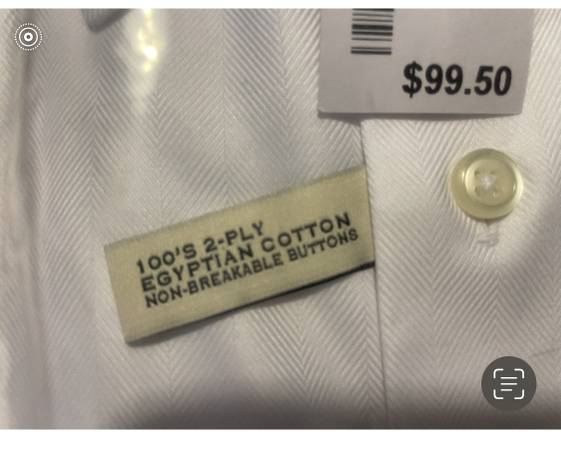 $99.50
100'S 2-PLY
EGYPTIAN COTTON
NON-BREAKABLE BUTTONS